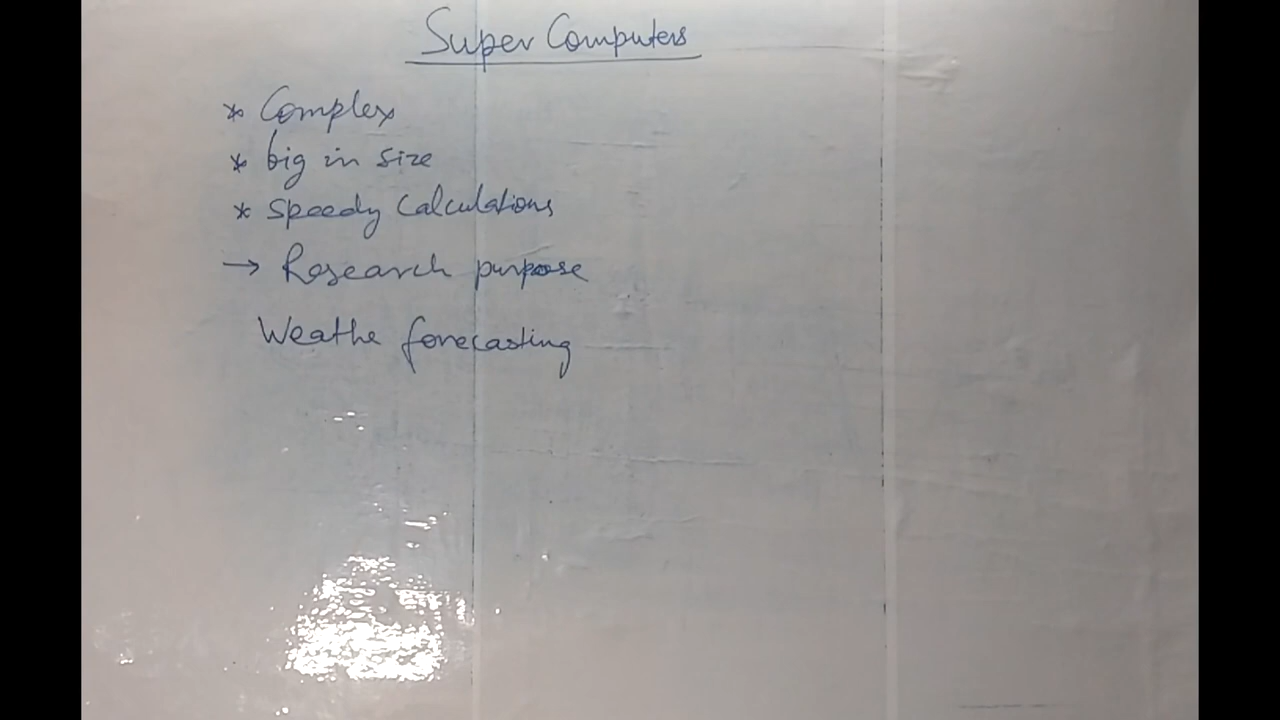 Super Computers
* Complex
* big in size
* Speedy Calculations
→ Research purpose
Weathe forecasting